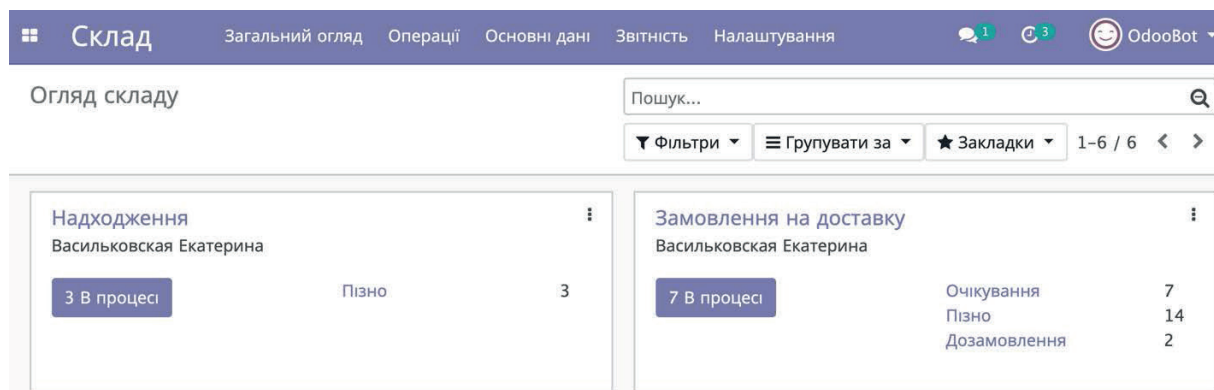 Склад Загальний огляд Операції Основні дані Звітність Налаштування 1 3 OdooBot
Огляд складу
Пошук...
Фільтри Групувати за Закладки 1-6 / 6
Надходження
Васильковская Екатерина
3 В процесі
Пізно 3
Замовлення на доставку
Васильковская Екатерина
7 В процесі
Очікування 7
Пізно 14
Дозамовлення 2